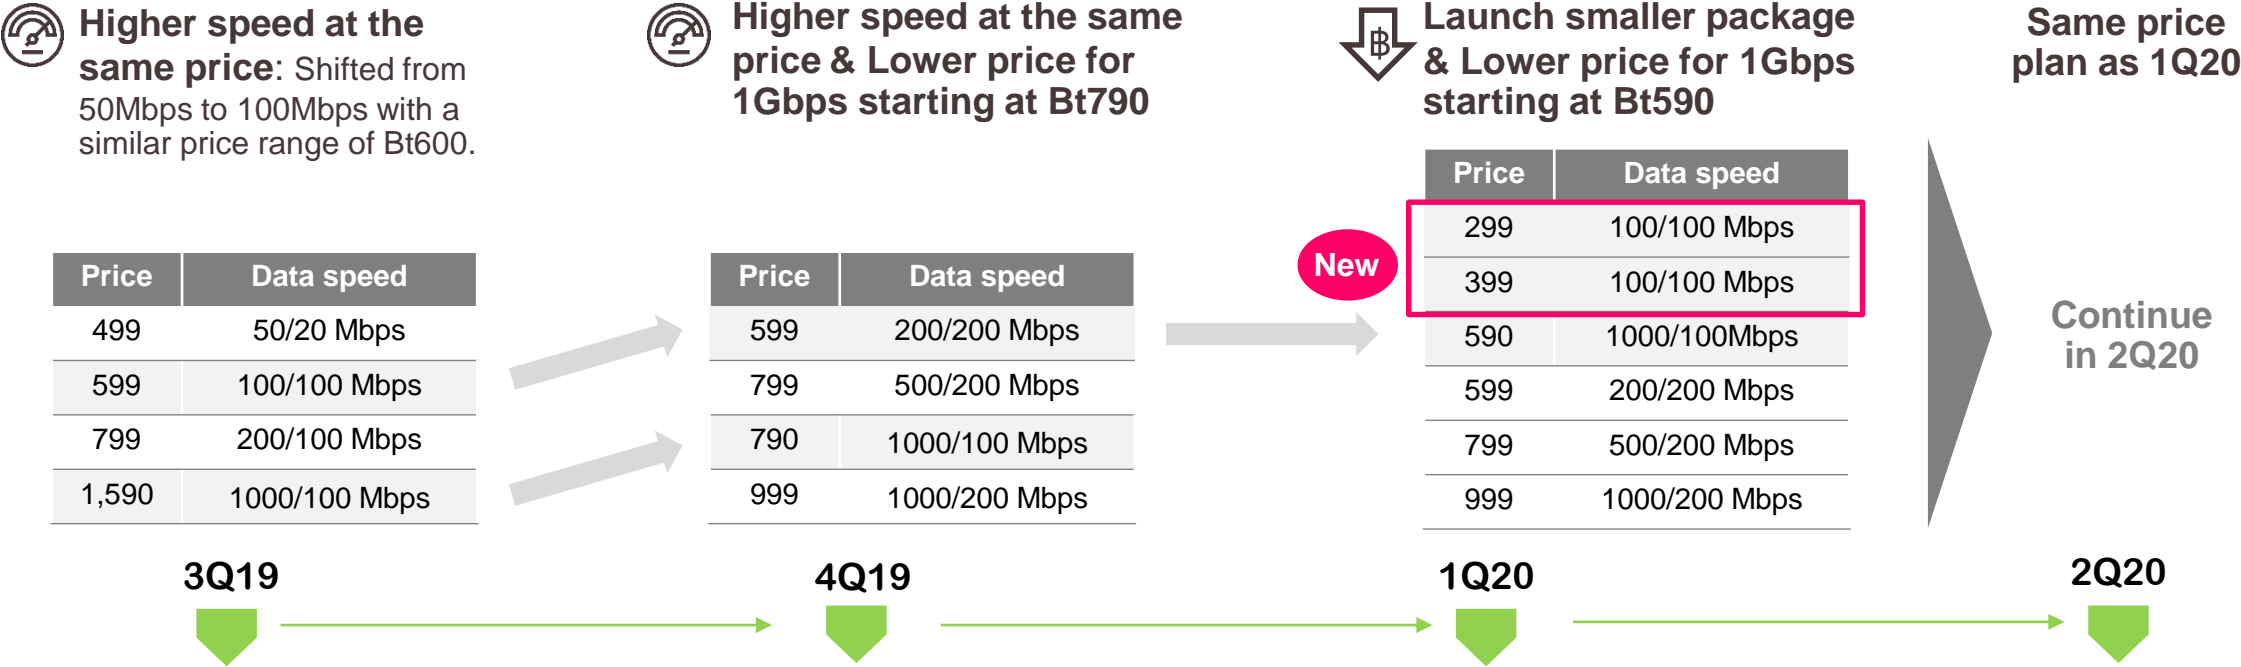 Higher speed at the
same price: Shifted from
50Mbps to 100Mbps with a
similar price range of Bt600.
Price Data speed
499 50/20 Mbps
599 100/100 Mbps
799 200/100 Mbps
1,590 1000/100 Mbps
3Q19
Higher speed at the same
price & Lower price for
1Gbps starting at Bt790
Price Data speed
599 200/200 Mbps
799 500/200 Mbps
790 1000/100 Mbps
999 1000/200 Mbps
4Q19
฿
Launch smaller package
& Lower price for 1Gbps
starting at Bt590
New
Price Data speed
299 100/100 Mbps
399 100/100 Mbps
590 1000/100Mbps
599 200/200 Mbps
799 500/200 Mbps
999 1000/200 Mbps
1Q20
Same price
plan as 1Q20
Continue
in 2Q20
2Q20